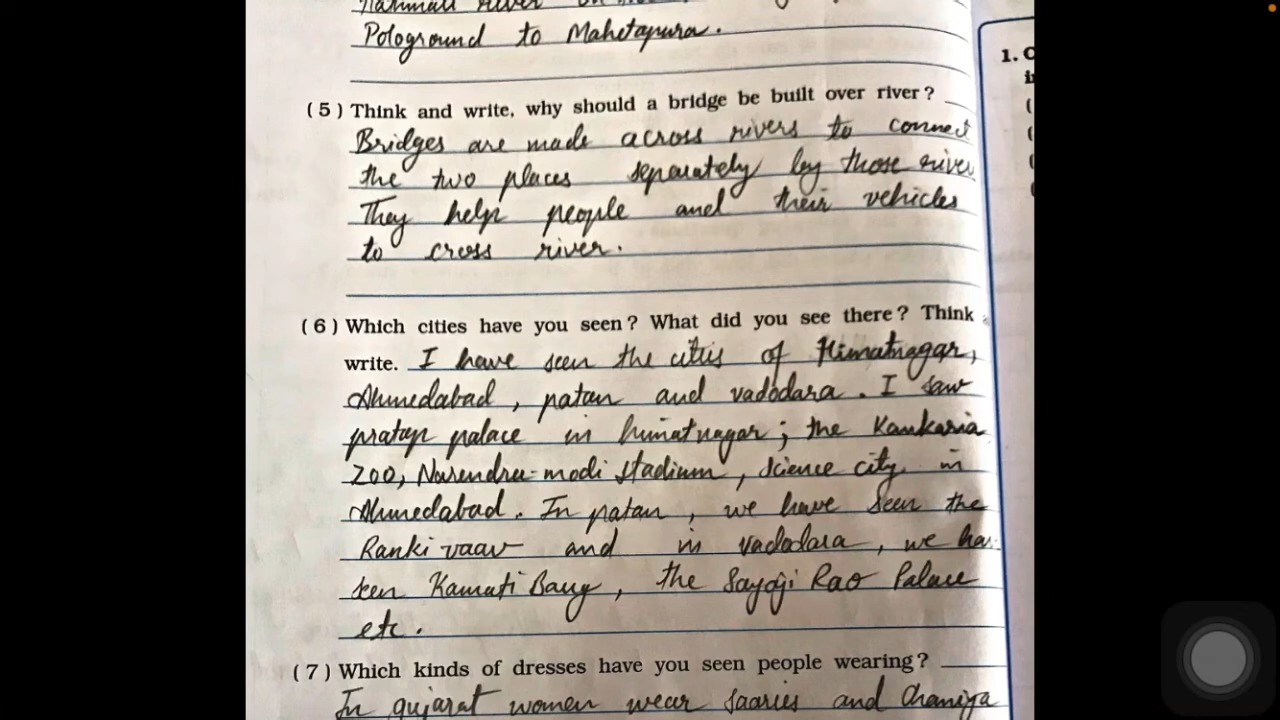 river
Pologround to Mahetapura.
(5) Think and write, why should a bridge be built over river?
Bridges are made across rivers to connect
the two places separately by those river
They help people and their vehicles
to cross river.
(6) Which cities have you seen? What did you see there? Think
write. I have seen the cities of Himatnagar,
Ahmedabad, patan and vadodara. I saw
pratap palace in himatnagar; the Kankaria
zoo, Narendra-modi stadium, science city in
Ahmedabad. In patan, we have seen the
Ranki vaav and in vadodara, we ha
seen Kamati Baug, the Sayaji Rao Palace
etc.
(7) Which kinds of dresses have you seen people wearing?
In gujarat women wear saaries and Chaniya
1. C